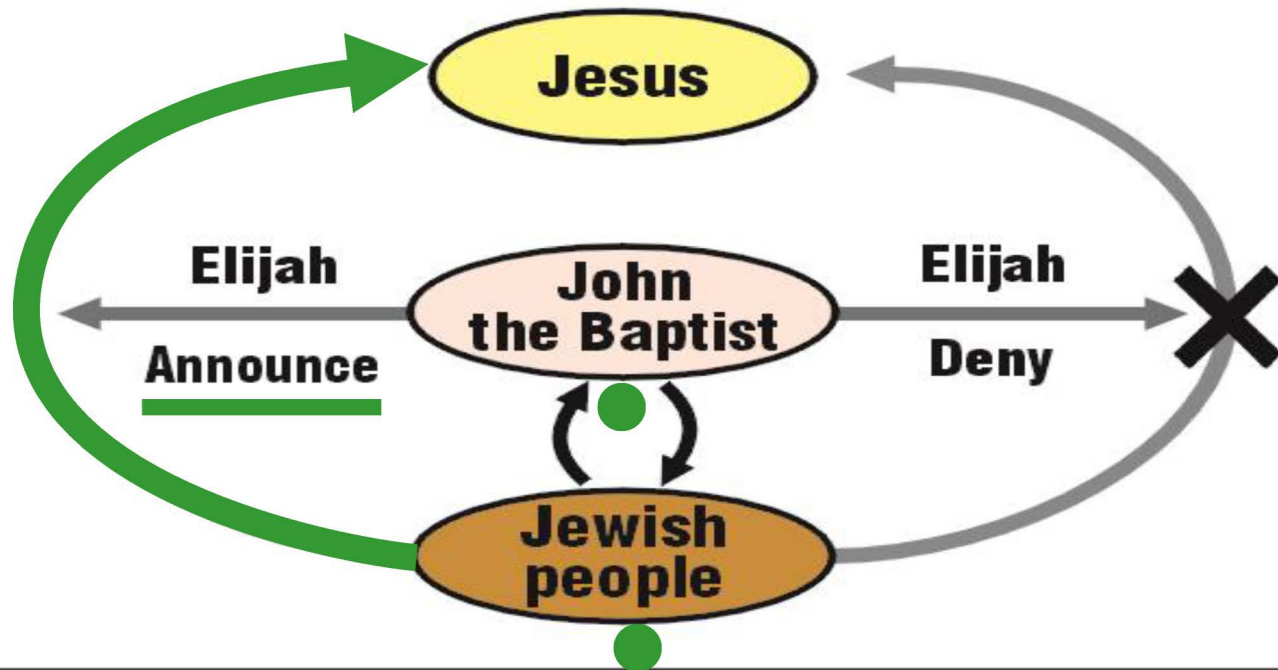 Jesus
Elijah
Announce
John
the Baptist
Elijah
Deny
Jewish
people